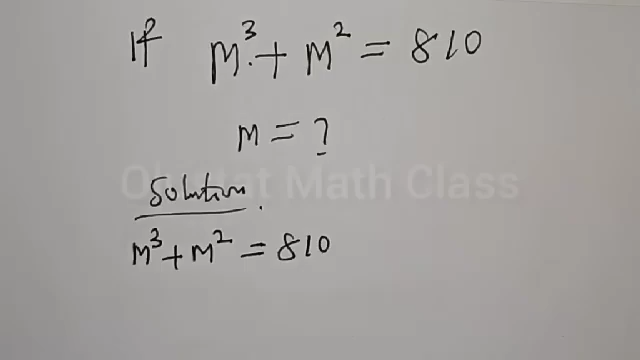 If m³ + m² = 810
m = ?
Solution
m³ + m² = 810